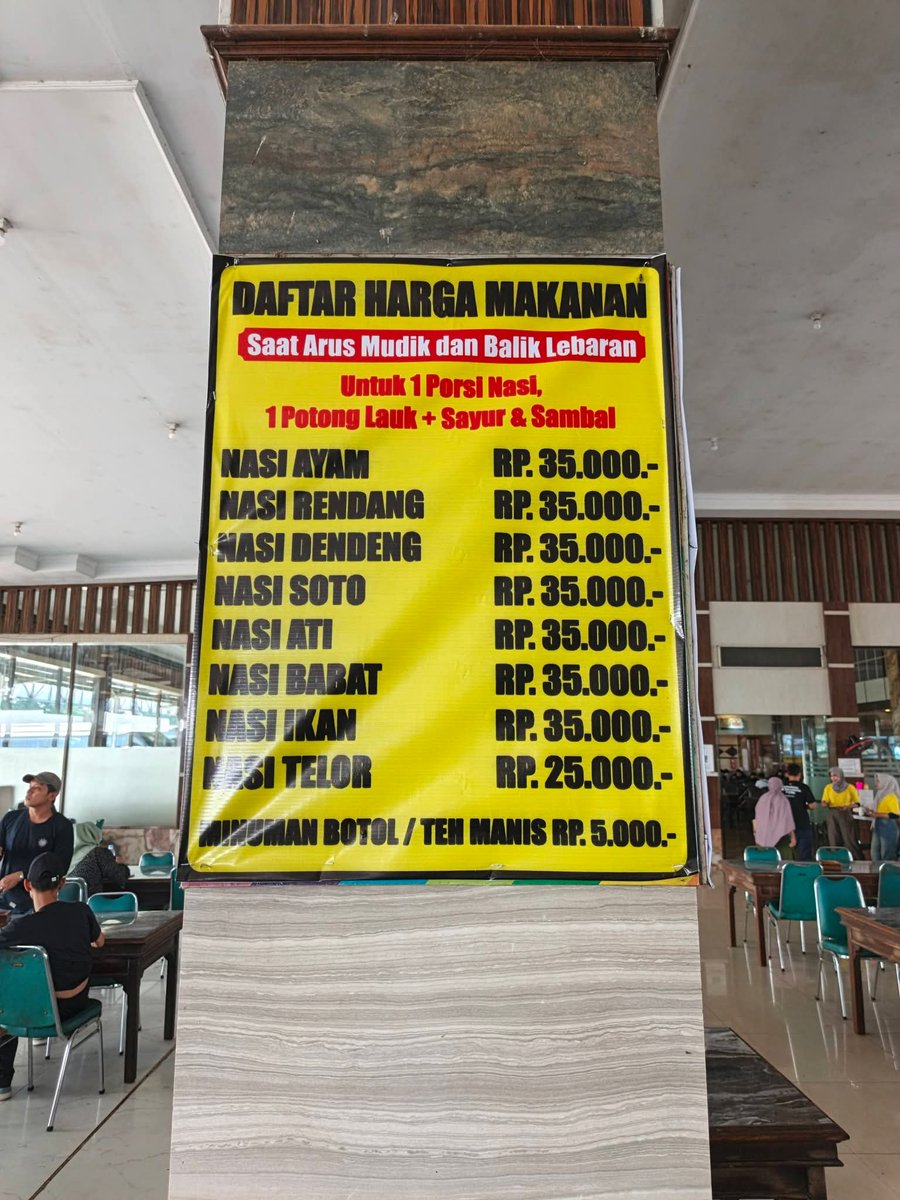 DAFTAR HARGA MAKANAN
Saat Arus Mudik dan Balik Lebaran
Untuk 1 Porsi Nasi,
1 Potong Lauk + Sayur & Sambal
NASI AYAM RP. 35.000.-
NASI RENDANG RP. 35.000.-
NASI DENDENG RP. 35.000.-
NASI SOTO RP. 35.000.-
NASI ATI RP. 35.000.-
NASI BABAT RP. 35.000.-
NASI IKAN RP. 35.000.-
NASI TELOR RP. 25.000.-
MINUMAN BOTOL / TEH MANIS RP. 5.000.-